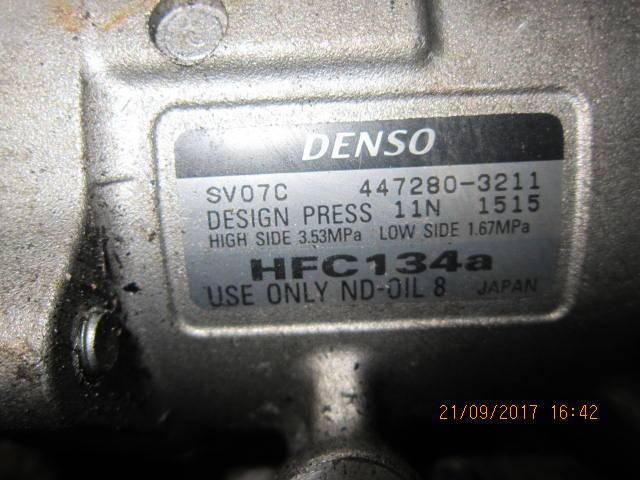 DENSO
SV07C 447280-3211
DESIGN PRESS 11N 1515
HIGH SIDE 3.53MPa LOW SIDE 1.67MPa
HFC134a
USE ONLY ND-OIL 8 JAPAN
21/09/2017 16:42